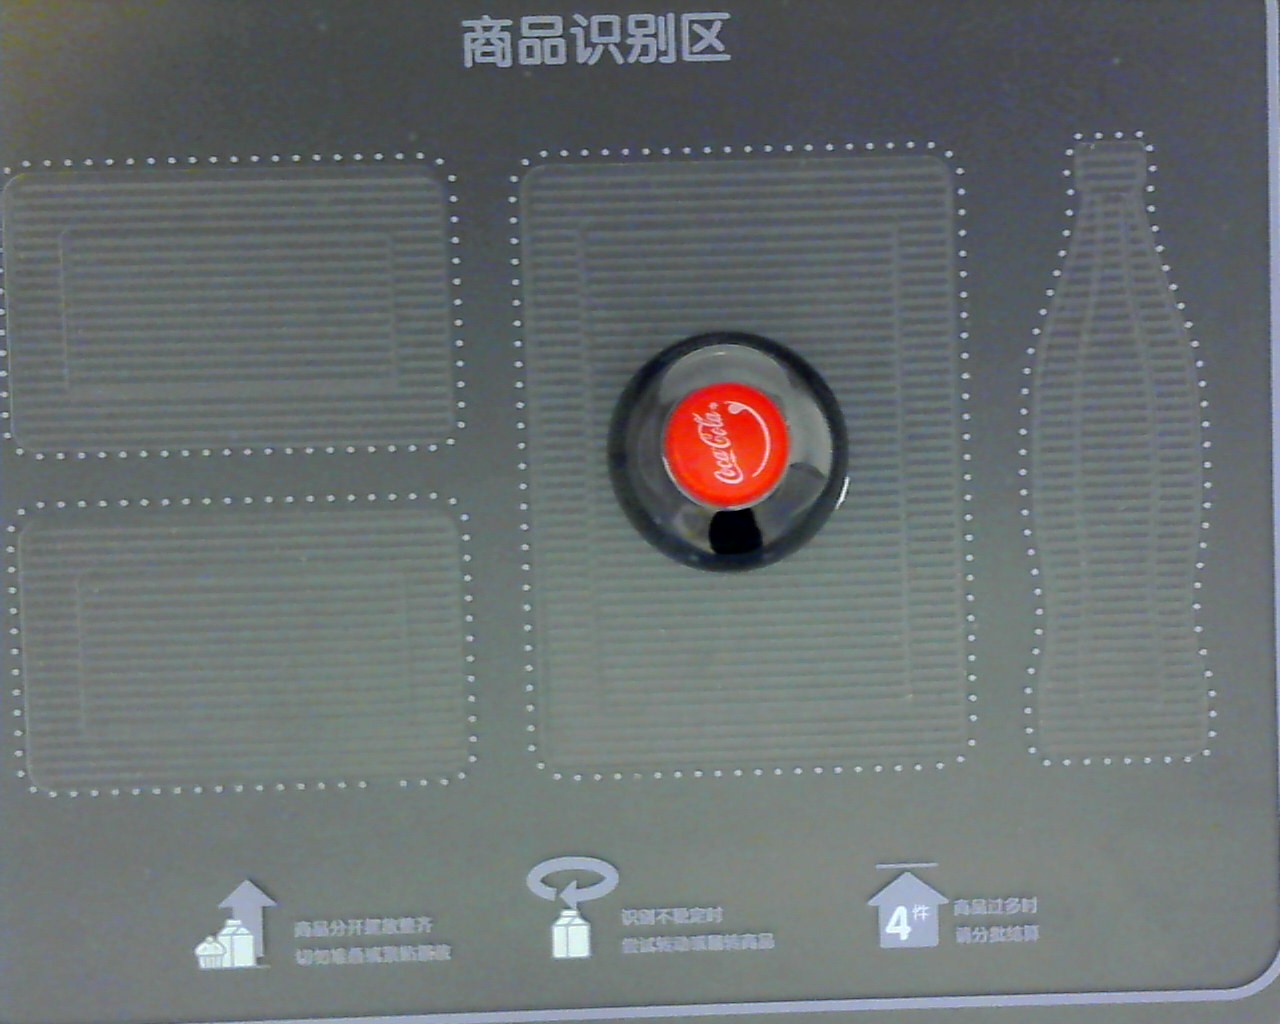 商品识别区
Coca-Cola
商品分开摆放整齐
切勿堆叠或紧贴摆放
识别不稳定时
尝试转动或翻转商品
4件
商品过多时
请分批结算